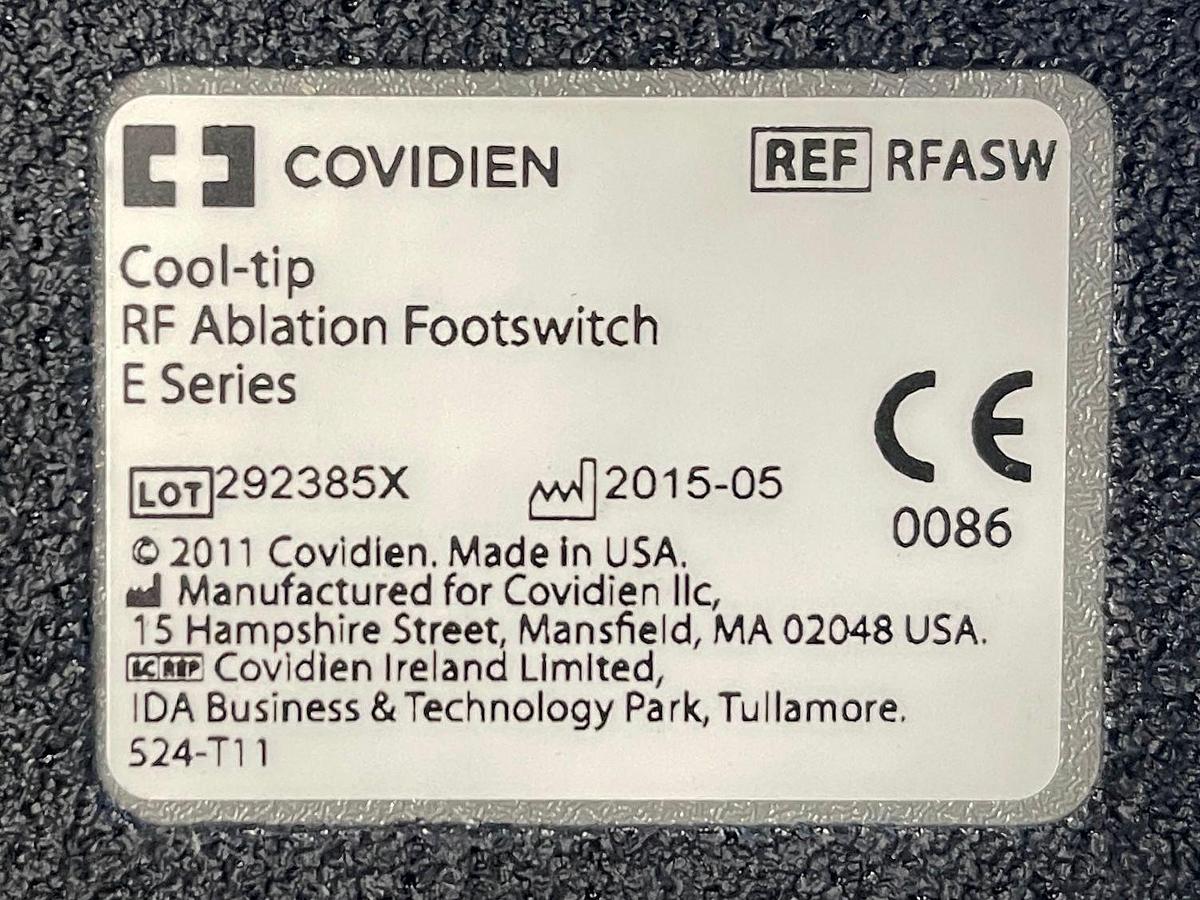 COVIDIEN REF RFASW
Cool-tip
RF Ablation Footswitch
E Series
LOT 292385X 2015-05
CE
0086
© 2011 Covidien. Made in USA.
Manufactured for Covidien llc,
15 Hampshire Street, Mansfield, MA 02048 USA.
EC REP Covidien Ireland Limited,
IDA Business & Technology Park, Tullamore.
524-T11